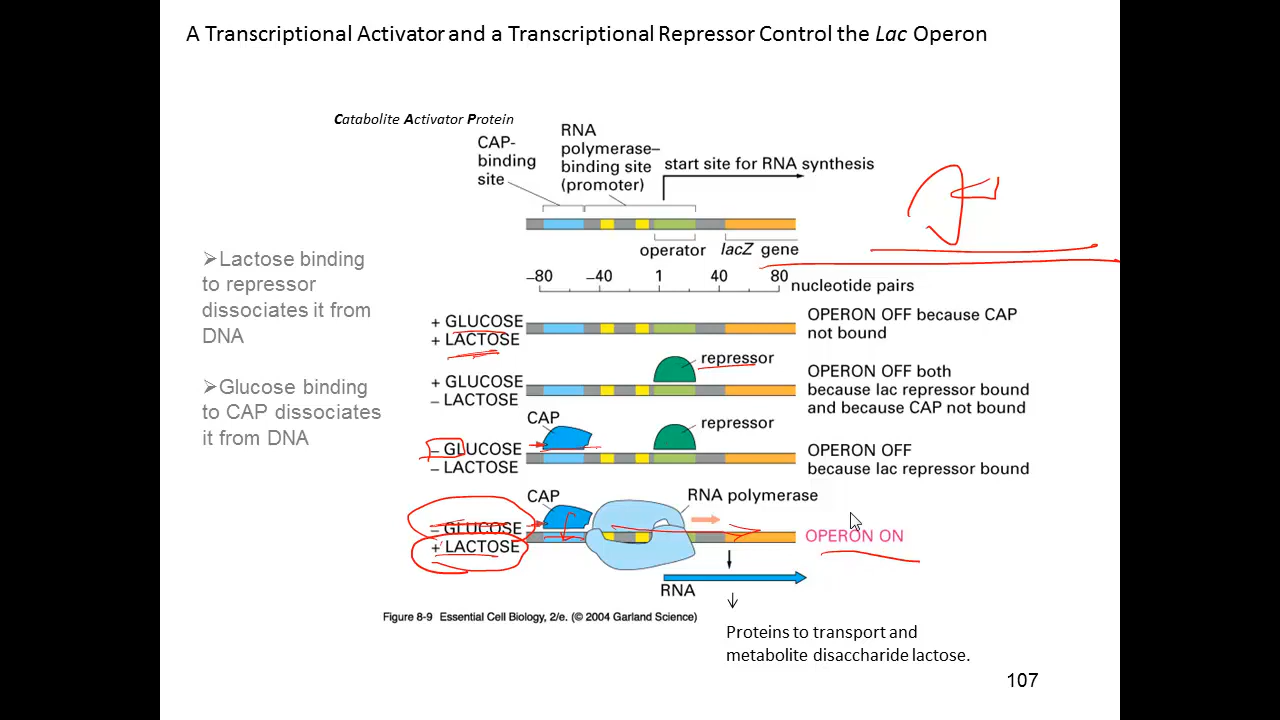 A Transcriptional Activator and a Transcriptional Repressor Control the Lac Operon
Catabolite Activator Protein
CAP-
binding
site
RNA
polymerase–
binding site
(promoter)
start site for RNA synthesis
operator
lacZ gene
–80 –40 1 40 80
nucleotide pairs
➢Lactose binding
to repressor
dissociates it from
DNA
➢Glucose binding
to CAP dissociates
it from DNA
+ GLUCOSE
+ LACTOSE
OPERON OFF because CAP
not bound
+ GLUCOSE
– LACTOSE
repressor
OPERON OFF both
because lac repressor bound
and because CAP not bound
CAP
– GLUCOSE
– LACTOSE
repressor
OPERON OFF
because lac repressor bound
CAP
– GLUCOSE
+ LACTOSE
RNA polymerase
OPERON ON
RNA
Figure 8-9 Essential Cell Biology, 2/e. (© 2004 Garland Science)
Proteins to transport and
metabolite disaccharide lactose.
107